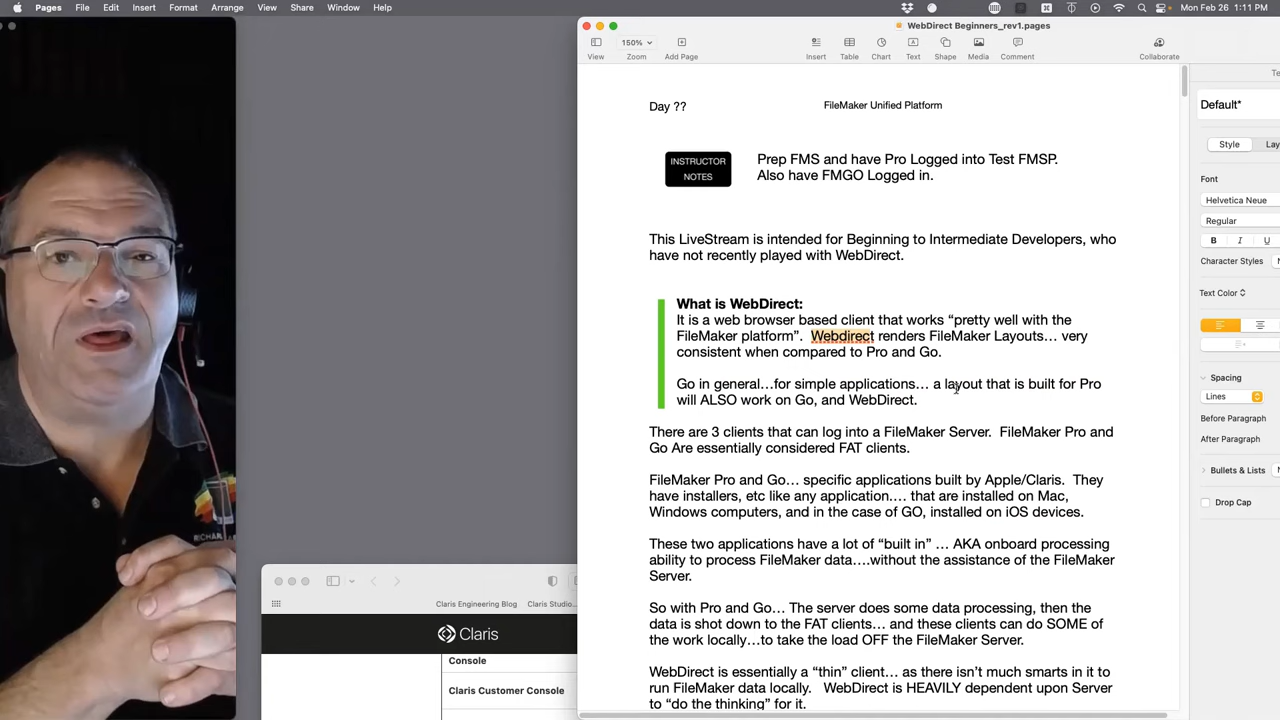 Pages File Edit Insert Format Arrange View Window Help
Mon Feb 26 1:11 PM
WebDirect Beginners_rev1.pages
150%
View Zoom Add Page Insert Table Chart Text Shape Media Comment Collaborate
Day ??
FileMaker Unified Platform
INSTRUCTOR
NOTES
Prep FMS and have Pro Logged into Test FMSP.
Also have FMGO Logged in.
This LiveStream is intended for Beginning to Intermediate Developers, who
have not recently played with WebDirect.
What is WebDirect:
It is a web browser based client that works “pretty well with the
FileMaker platform”. Webdirect renders FileMaker Layouts… very
consistent when compared to Pro and Go.
Go in general…for simple applications… a layout that is built for Pro
will ALSO work on Go, and WebDirect.
There are 3 clients that can log into a FileMaker Server. FileMaker Pro and
Go Are essentially considered FAT clients.
FileMaker Pro and Go… specific applications built by Apple/Claris. They
have installers, etc like any application…. that are installed on Mac,
Windows computers, and in the case of GO, installed on iOS devices.
These two applications have a lot of “built in” … AKA onboard processing
ability to process FileMaker data….without the assistance of the FileMaker
Server.
So with Pro and Go… The server does some data processing, then the
data is shot down to the FAT clients… and these clients can do SOME of
the work locally…to take the load OFF the FileMaker Server.
WebDirect is essentially a “thin” client… as there isn’t much smarts in it to
run FileMaker data locally. WebDirect is HEAVILY dependent upon Server
to “do the thinking” for it.
Te
Default*
Style
Lay
Font
Helvetica Neue
Regular
B I U
Character Styles
Text Color
Spacing
Lines
Before Paragraph
After Paragraph
Bullets & Lists
Drop Cap
Claris Engineering Blog Claris Studio...
Claris
Console
Claris Customer Console